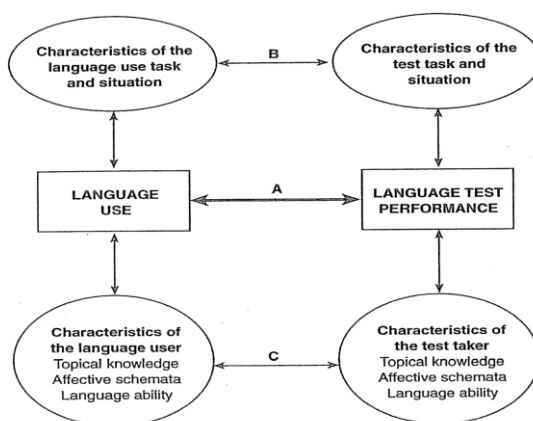 Characteristics of the
language use task
and situation
B
Characteristics of the
test task and
situation
LANGUAGE
USE
A
LANGUAGE TEST
PERFORMANCE
Characteristics of
the language user
Topical knowledge
Affective schemata
Language ability
C
Characteristics of
the test taker
Topical knowledge
Affective schemata
Language ability